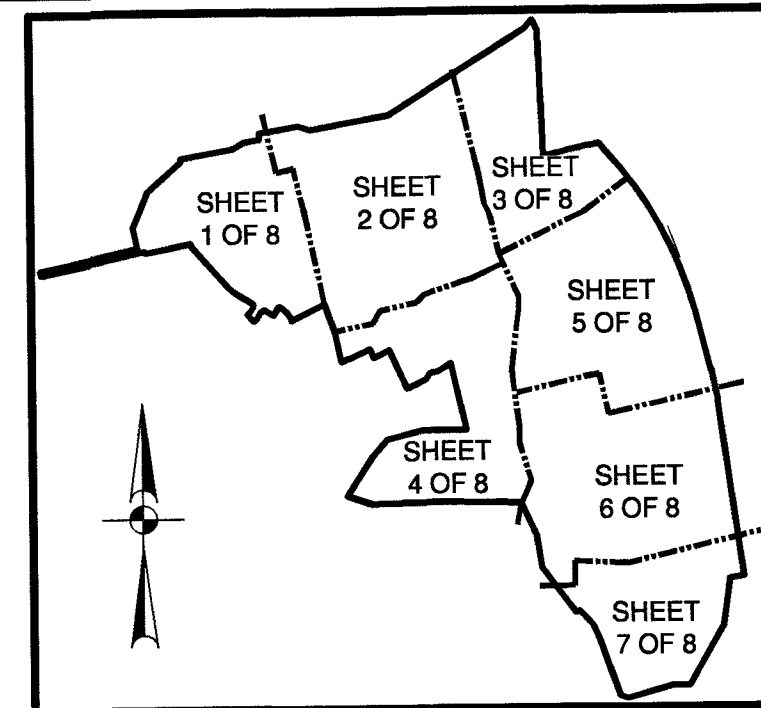 SHEET
1 OF 8
SHEET
2 OF 8
SHEET
3 OF 8
SHEET
4 OF 8
SHEET
5 OF 8
SHEET
6 OF 8
SHEET
7 OF 8